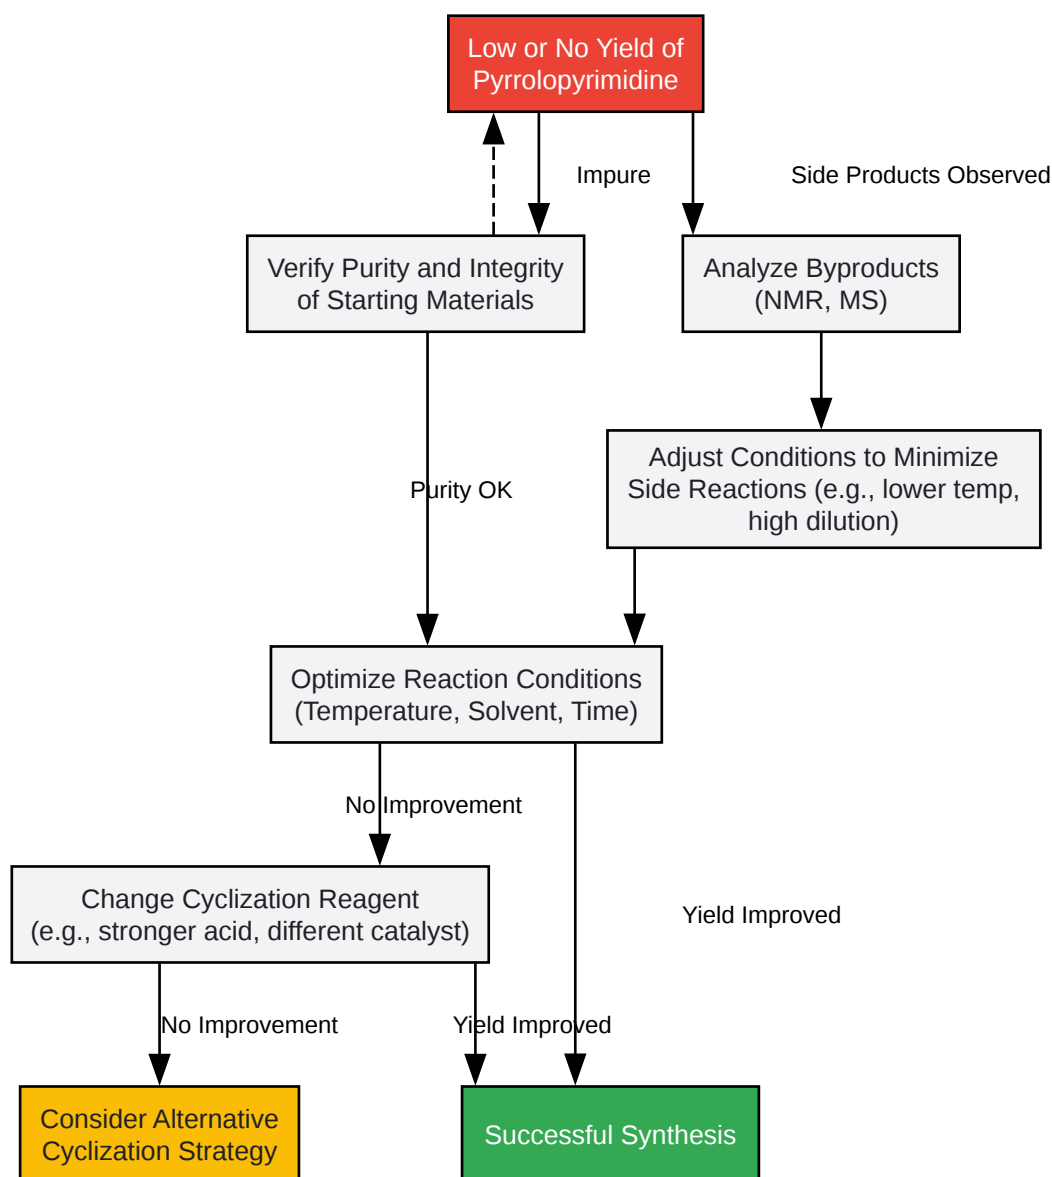 Low or No Yield of
Pyrrolopyrimidine
Impure
Side Products Observed
Verify Purity and Integrity
of Starting Materials
Analyze Byproducts
(NMR, MS)
Adjust Conditions to Minimize
Side Reactions (e.g., lower temp,
high dilution)
Purity OK
Optimize Reaction Conditions
(Temperature, Solvent, Time)
No Improvement
Change Cyclization Reagent
(e.g., stronger acid, different catalyst)
Yield Improved
No Improvement
Yield Improved
Consider Alternative
Cyclization Strategy
Successful Synthesis